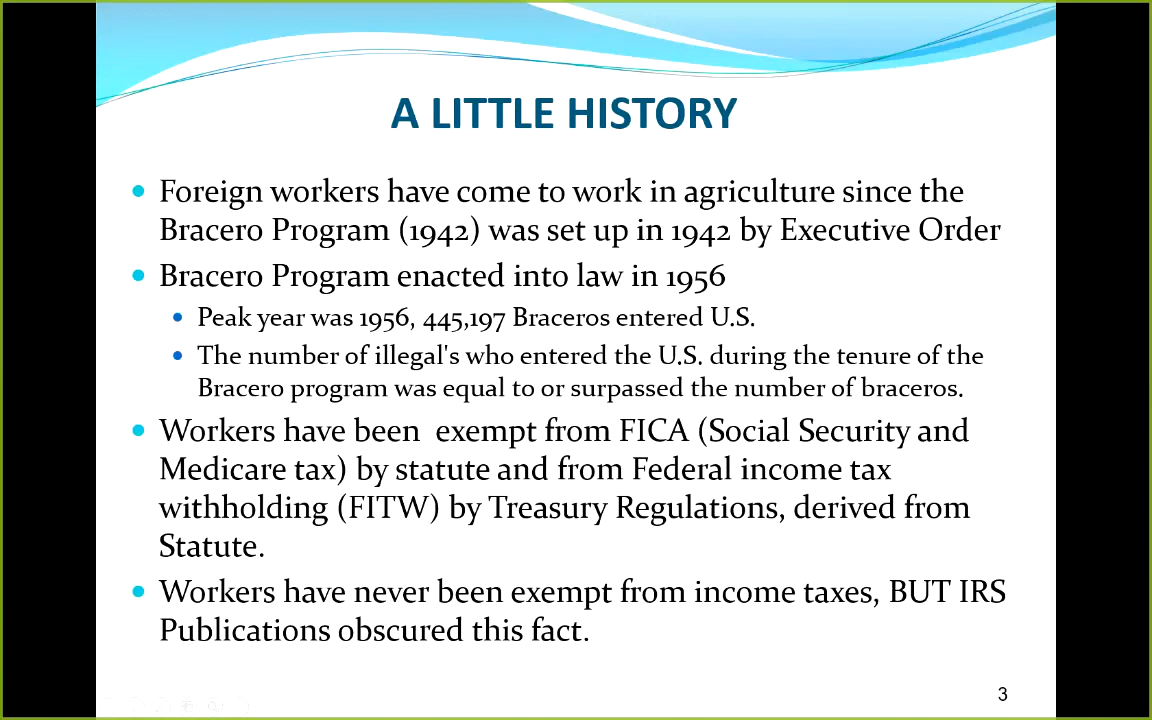 A LITTLE HISTORY
Foreign workers have come to work in agriculture since the
Bracero Program (1942) was set up in 1942 by Executive Order
Bracero Program enacted into law in 1956
Peak year was 1956, 445,197 Braceros entered U.S.
The number of illegal's who entered the U.S. during the tenure of the
Bracero program was equal to or surpassed the number of braceros.
Workers have been  exempt from FICA (Social Security and
Medicare tax) by statute and from Federal income tax
withholding (FITW) by Treasury Regulations, derived from
Statute.
Workers have never been exempt from income taxes, BUT IRS
Publications obscured this fact.
3